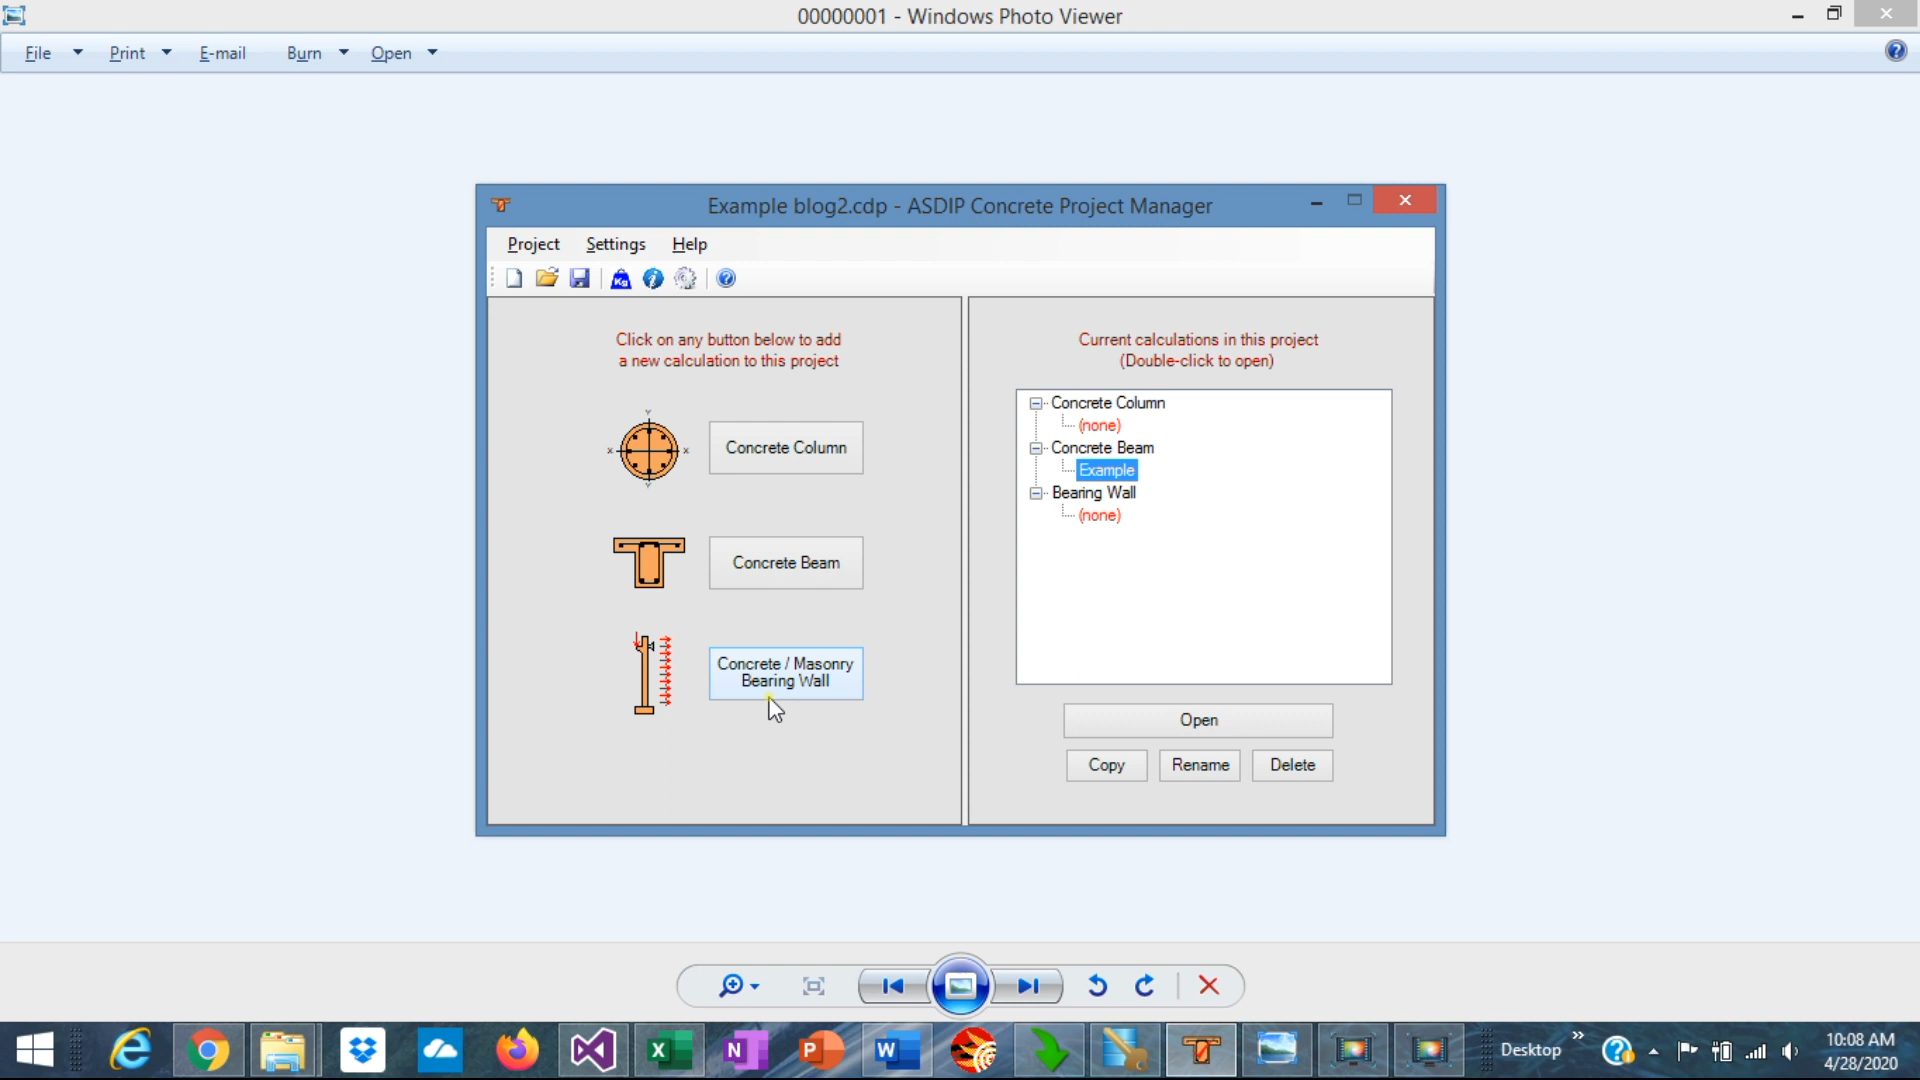 00000001 - Windows Photo Viewer
File Print E-mail Burn Open
Example blog2.cdp - ASDIP Concrete Project Manager
Project Settings Help
Kg
Click on any button below to add
a new calculation to this project
Y
X X
Y
Concrete Column
Concrete Beam
Concrete / Masonry
Bearing Wall
Current calculations in this project
(Double-click to open)
Concrete Column
(none)
Concrete Beam
Example
Bearing Wall
(none)
Open
Copy Rename Delete
Desktop
10:08 AM
4/28/2020